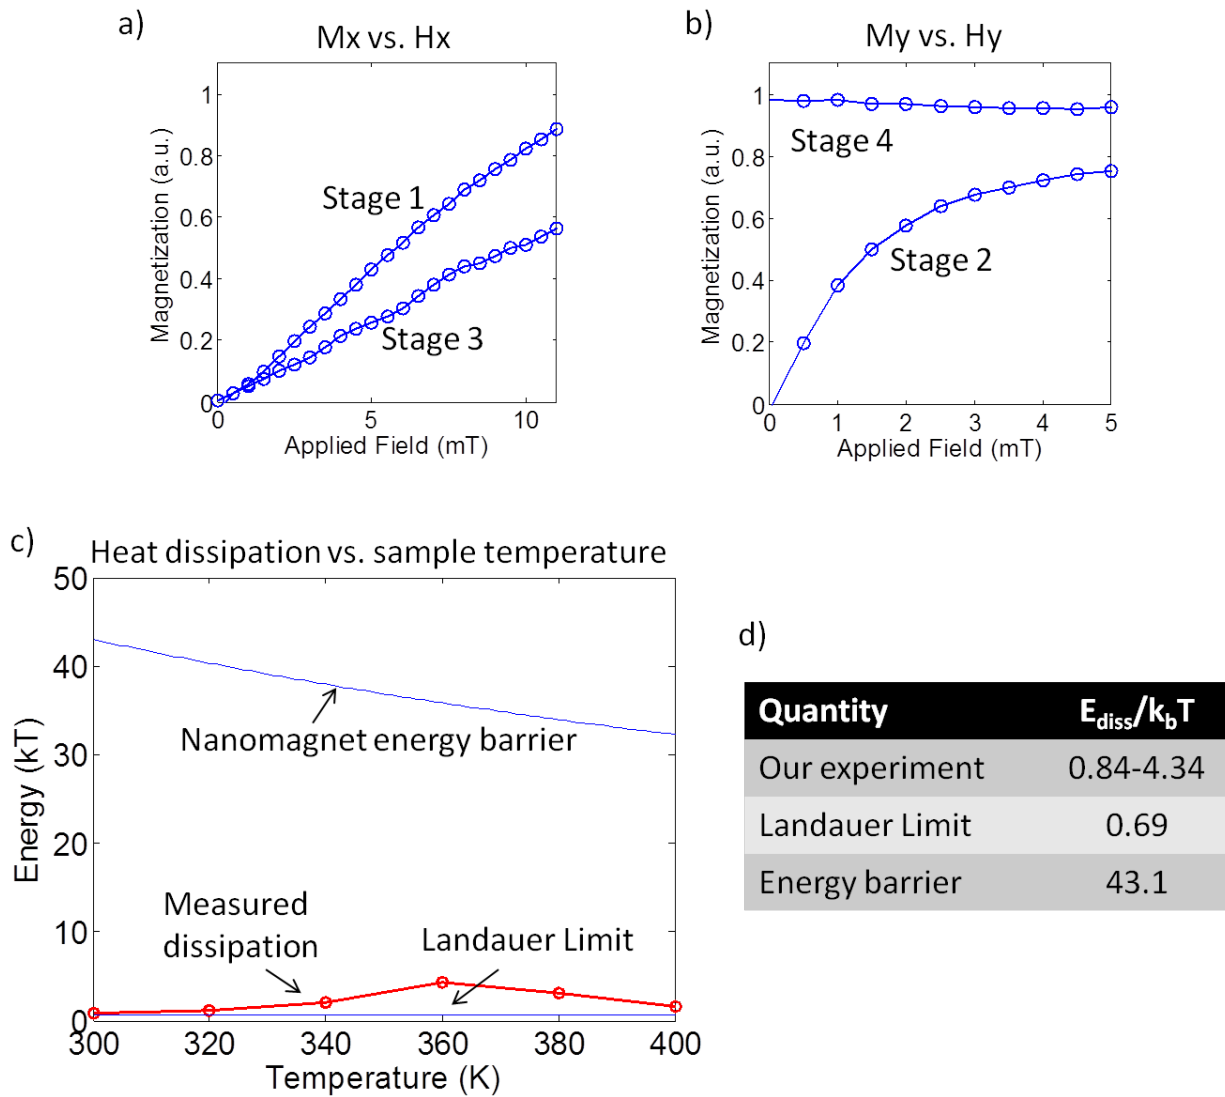 a)
Mx vs. Hx
Magnetization (a.u.)
1
0.8
0.6
0.4
0.2
0
0
5
10
Applied Field (mT)
Stage 1
Stage 3
b)
My vs. Hy
Magnetization (a.u.)
1
0.8
0.6
0.4
0.2
0
0
1
2
3
4
5
Applied Field (mT)
Stage 4
Stage 2
c)
Heat dissipation vs. sample temperature
Energy (kT)
50
40
30
20
10
0
300
320
340
360
380
400
Temperature (K)
Nanomagnet energy barrier
Measured
dissipation
Landauer Limit
d)
Quantity E_diss/k_bT
Our experiment 0.84-4.34
Landauer Limit 0.69
Energy barrier 43.1